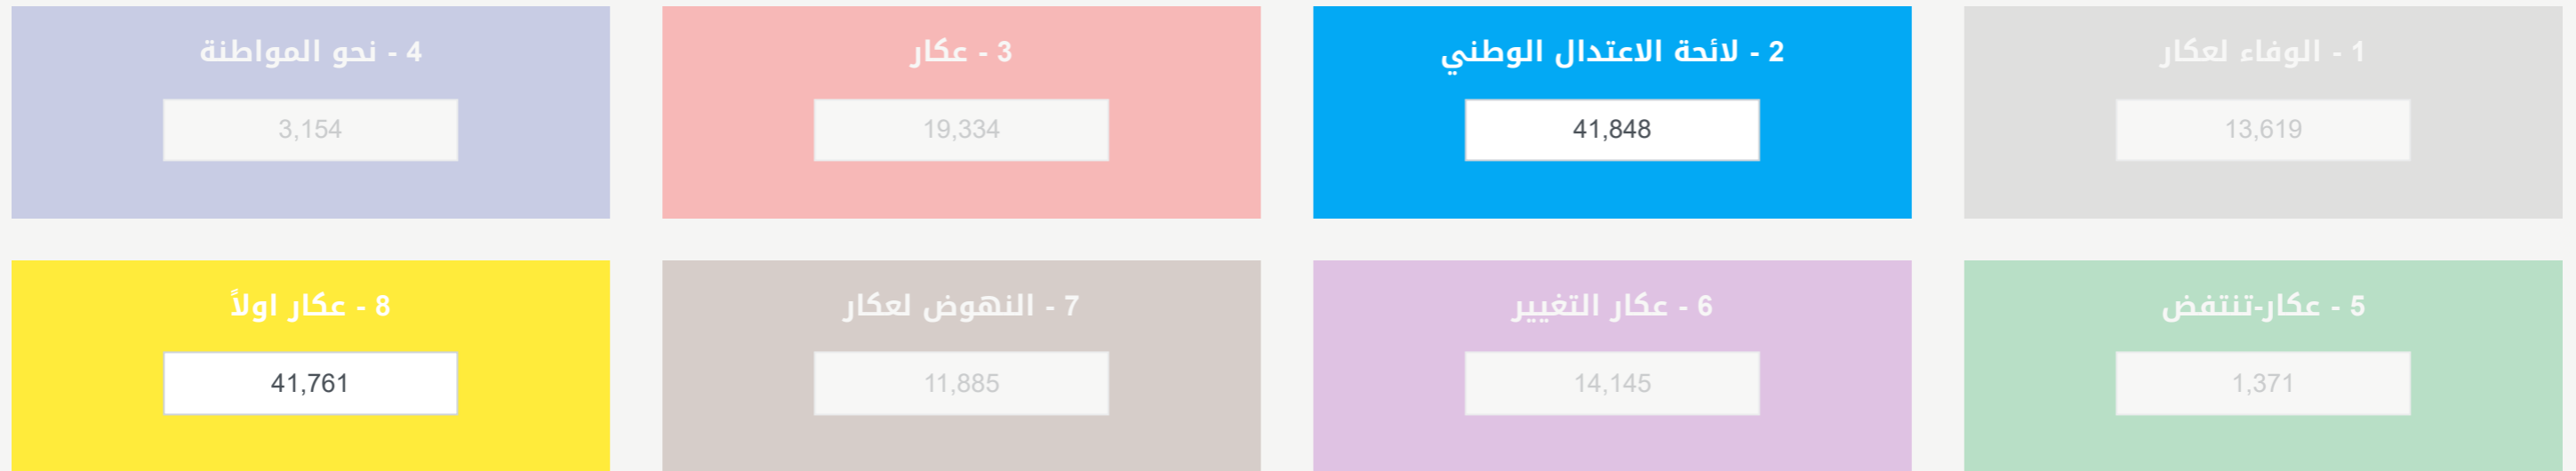 1 - الوفاء لعكار
13,619
2 - لائحة الاعتدال الوطني
41,848
3 - عكار
19,334
4 - نحو المواطنة
3,154
5 - عكار-تنتفض
1,371
6 - عكار التغيير
14,145
7 - النهوض لعكار
11,885
8 - عكار اولاً
41,761